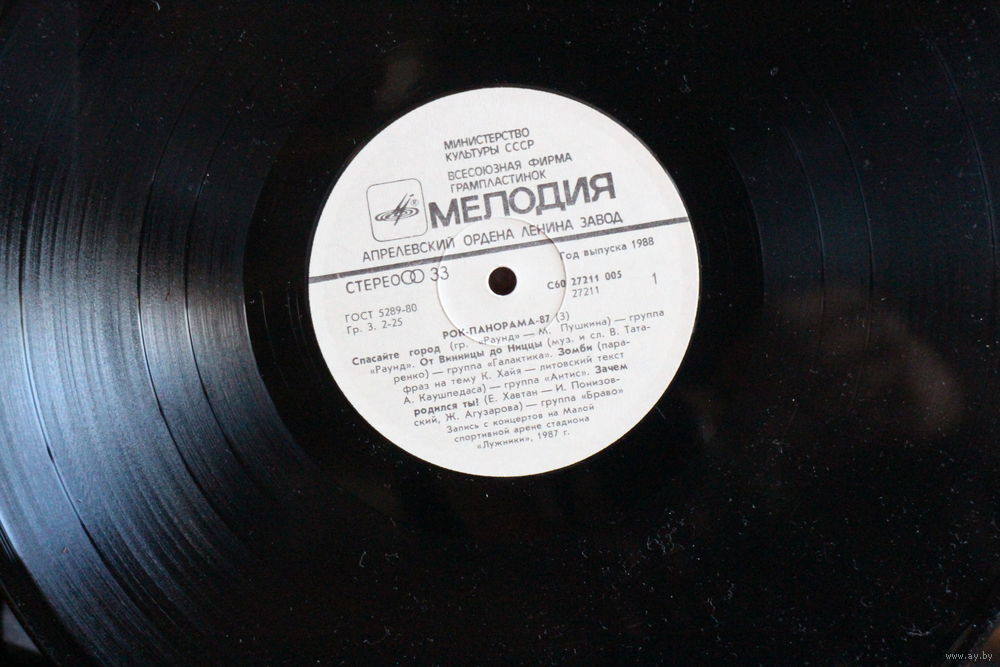 МИНИСТЕРСТВО
КУЛЬТУРЫ СССР
ВСЕСОЮЗНАЯ ФИРМА
ГРАМПЛАСТИНОК
МЕЛОДИЯ
АПРЕЛЕВСКИЙ ОРДЕНА ЛЕНИНА ЗАВОД
СТЕРЕО 33
Год выпуска 1988
ГОСТ 5289-80
Гр. 3. 2-25
С60 27211 005
27211
1
РОК-ПАНОРАМА-87 (3)
Спасайте город (гр. «Раунд» — М. Пушкина) — группа
«Раунд». От Винницы до Ниццы (муз. и сл. В. Тата-
ренко) — группа «Галактика». Зомби (пара-
фраз на тему К. Хайя — литовский текст
А. Каушпедаса) — группа «Антис». Зачем
родился ты! (Е. Хавтан — И. Понизов-
ский, Ж. Агузарова) — группа «Браво»
Запись с концертов на Малой
спортивной арене стадиона
«Лужники», 1987 г.
www.ay.by